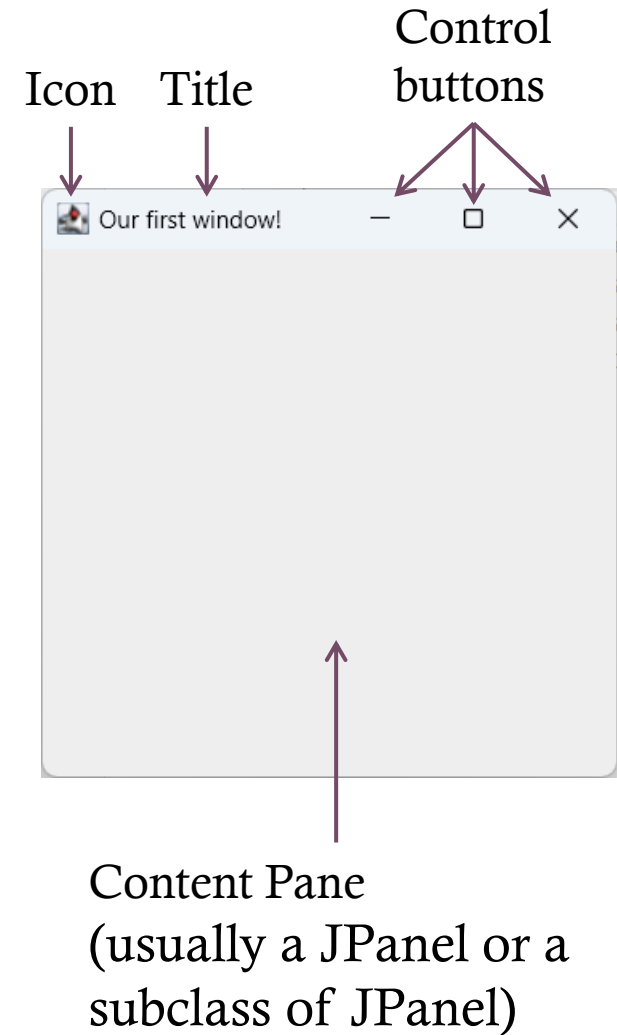 Control
buttons
Icon Title
Our first window!
Content Pane
(usually a JPanel or a
subclass of JPanel)